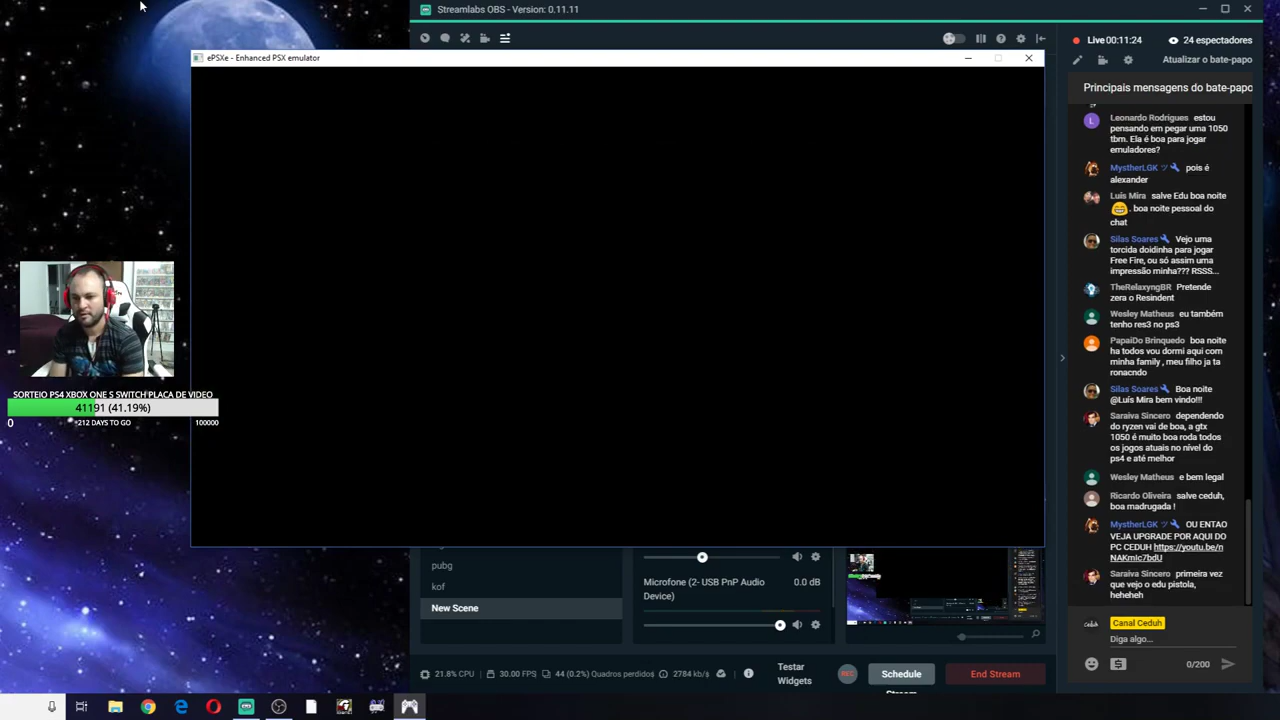 Streamlabs OBS - Version: 0.11.11
ePSXe - Enhanced PSX emulator
Live 00:11:24
24 espectadores
Atualizar o bate-papo
Principais mensagens do bate-papo
Leonardo Rodrigues estou
pensando em pegar uma 1050
tbm. Ela é boa para jogar
emuladores?
MystherLGK ツ pois é
alexander
Luís Mira salve Edu boa noite
. boa noite pessoal do
chat
Silas Soares Vejo uma
torcida doidinha para jogar
Free Fire, ou só assim uma
impressão minha??? RSSS...
TheRelaxyngBR Pretende
zera o Resindent
Wesley Matheus eu também
tenho res3 no ps3
PapaiDo Brinquedo boa noite
ha todos vou dormi aqui com
minha family , meu filho ja ta
ronacndo
Silas Soares Boa noite
@Luís Mira bem vindo!!!
Saraiva Sincero dependendo
do ryzen vai de boa, a gtx
1050 é muito boa roda todos
os jogos atuais no nível do
ps4 e até melhor
Wesley Matheus e bem legal
Ricardo Oliveira salve ceduh,
boa madrugada !
MystherLGK ツ OU ENTAO
VEJA UPGRADE POR AQUI DO
PC CEDUH https://youtu.be/n
NAKmlc7bdU
Saraiva Sincero primeira vez
que vejo o edu pistola,
heheheh
ceduh Canal Ceduh
Diga algo...
0/200
SORTEIO PS4 XBOX ONE S SWITCH PLACA DE VIDEO
41191 (41.19%)
0 -212 DAYS TO GO 100000
pubg
kof
New Scene
Microfone (2- USB PnP Audio
Device)
0.0 dB
21.8% CPU
30.00 FPS
44 (0.2%) Quadros perdidos
2784 kb/s
Testar
Widgets
REC
Schedule
Stream
End Stream